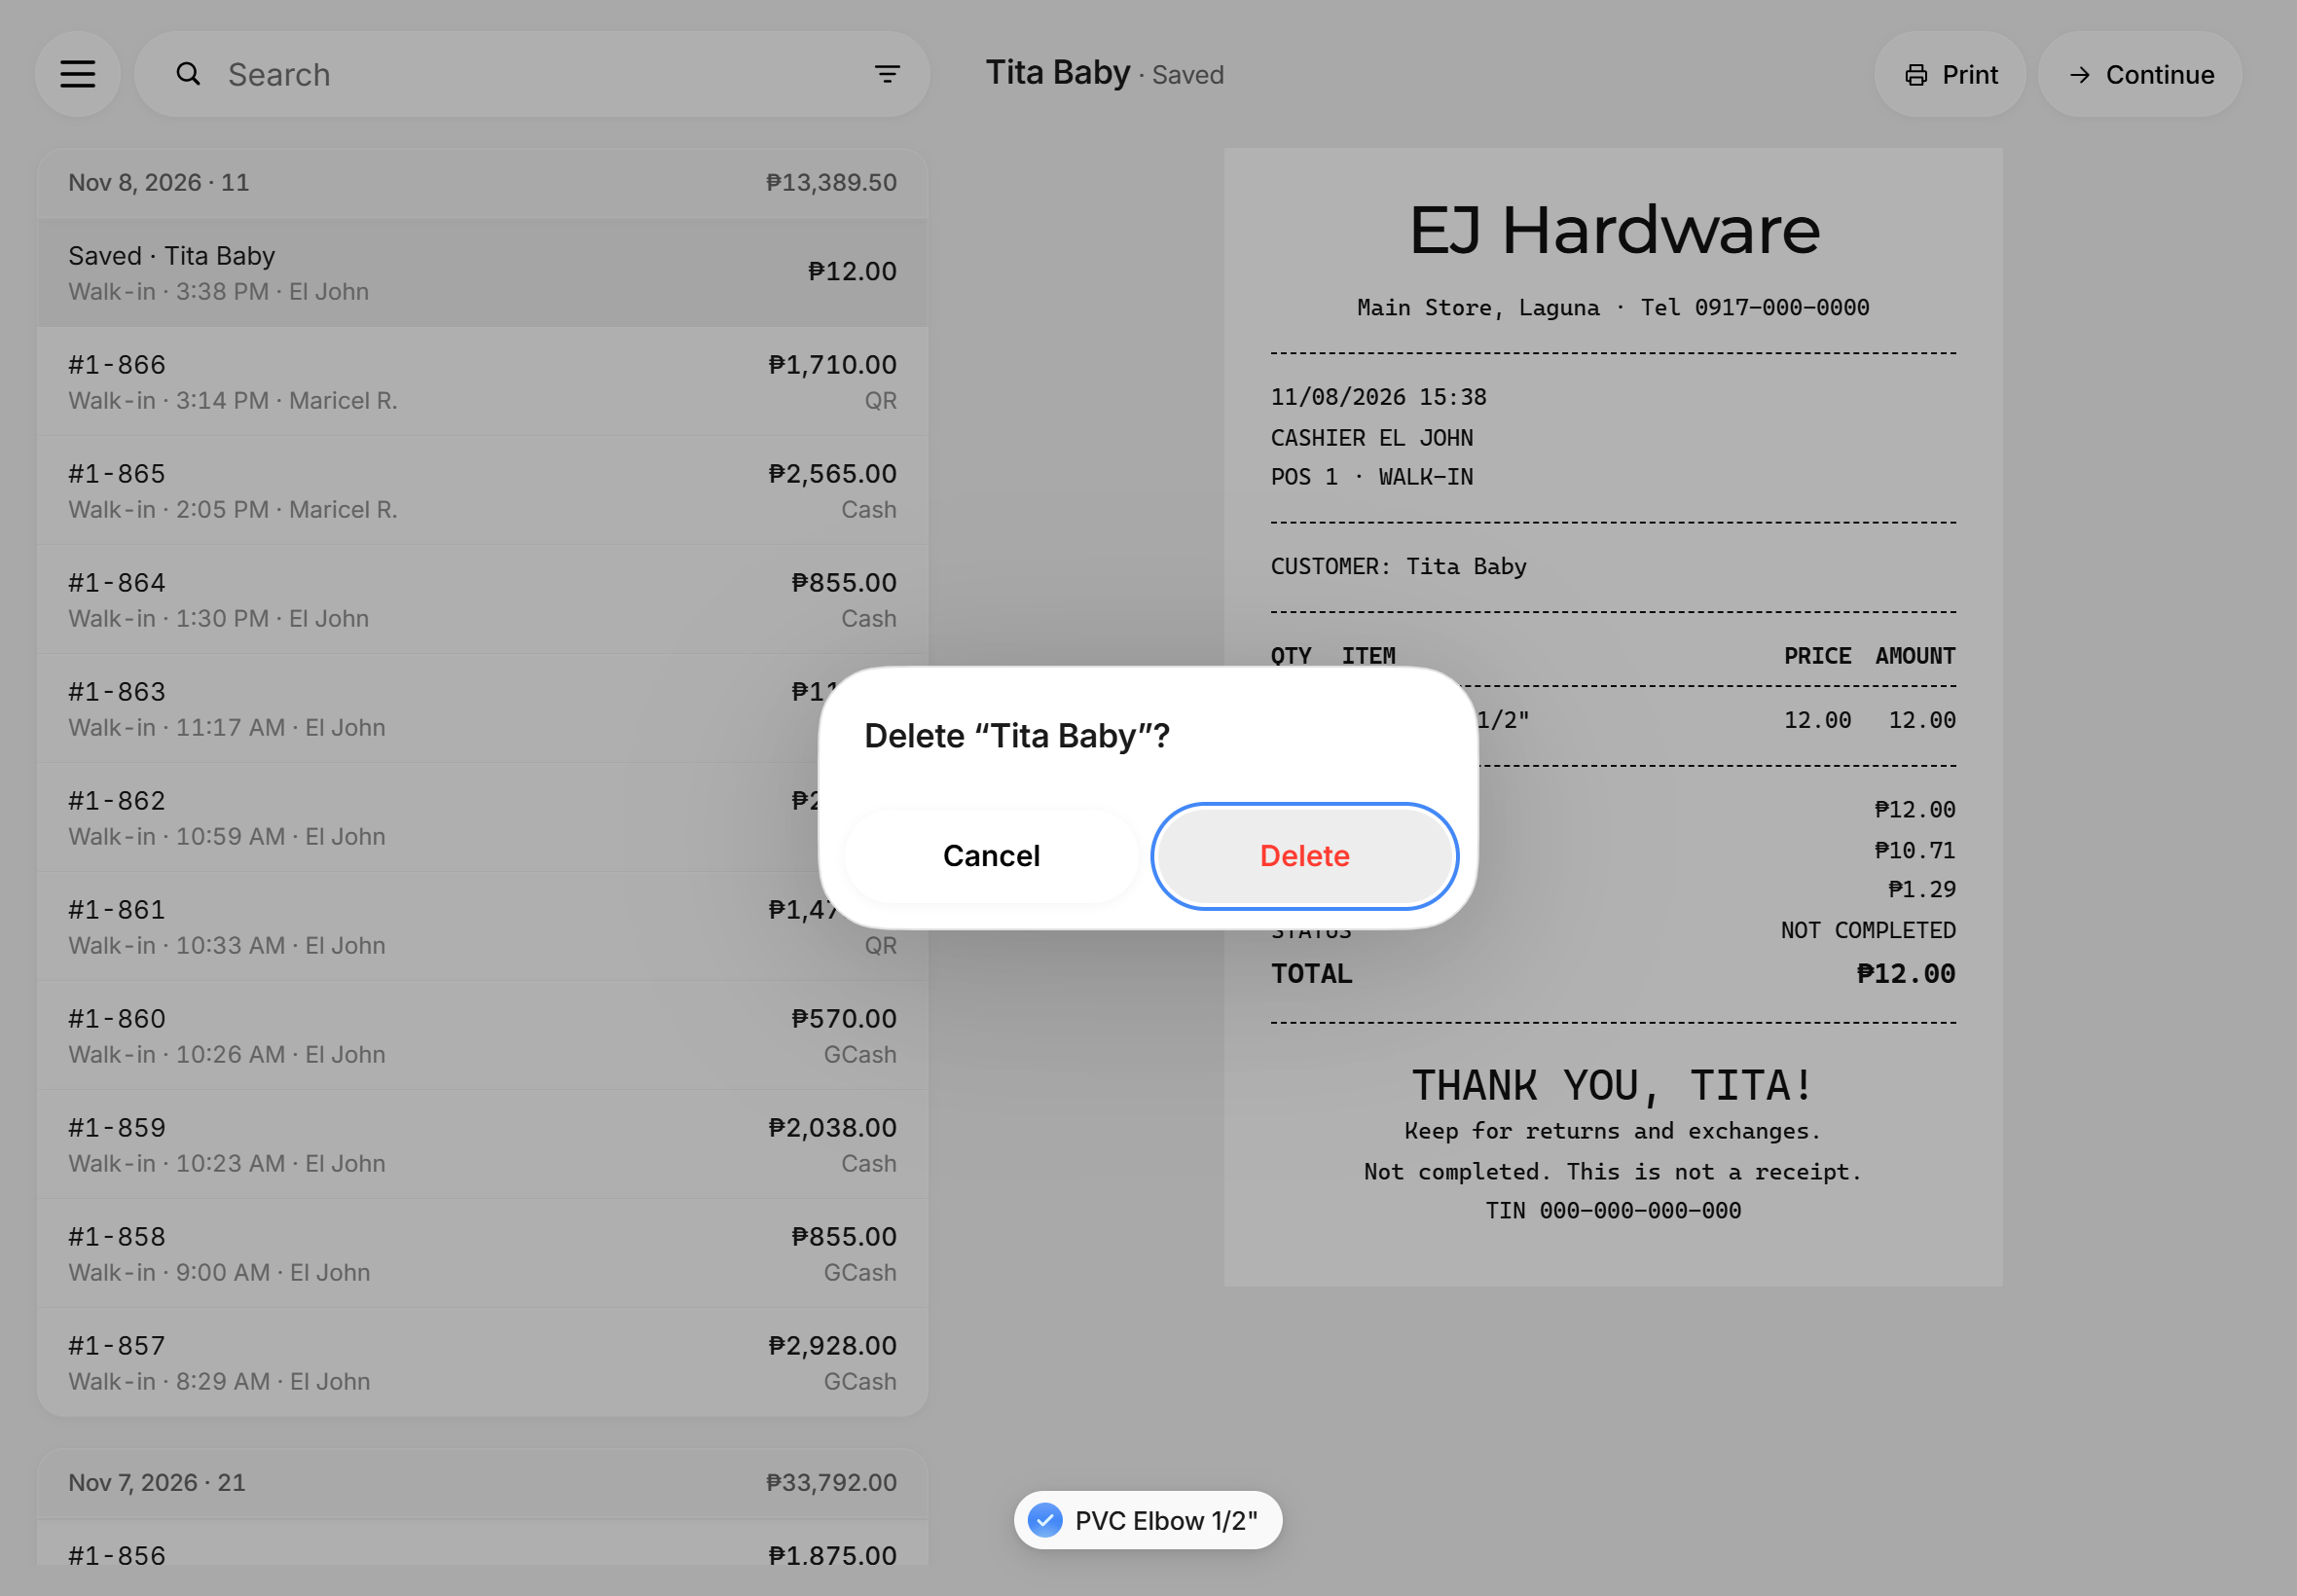 Search
Tita Baby · Saved
Print
Continue
Nov 8, 2026 · 11 ₱13,389.50
Saved · Tita Baby ₱12.00
Walk-in · 3:38 PM · El John
#1-866 ₱1,710.00
Walk-in · 3:14 PM · Maricel R. QR
#1-865 ₱2,565.00
Walk-in · 2:05 PM · Maricel R. Cash
#1-864 ₱855.00
Walk-in · 1:30 PM · El John Cash
#1-863
Walk-in · 11:17 AM · El John
#1-862
Walk-in · 10:59 AM · El John
#1-861
Walk-in · 10:33 AM · El John QR
#1-860 ₱570.00
Walk-in · 10:26 AM · El John GCash
#1-859 ₱2,038.00
Walk-in · 10:23 AM · El John Cash
#1-858 ₱855.00
Walk-in · 9:00 AM · El John GCash
#1-857 ₱2,928.00
Walk-in · 8:29 AM · El John GCash
Nov 7, 2026 · 21 ₱33,792.00
#1-856 ₱1,875.00
EJ Hardware
Main Store, Laguna · Tel 0917-000-0000
11/08/2026 15:38
CASHIER EL JOHN
POS 1 · WALK-IN
CUSTOMER: Tita Baby
QTY ITEM PRICE AMOUNT
1/2" 12.00 12.00
₱12.00
₱10.71
₱1.29
STATUS NOT COMPLETED
TOTAL ₱12.00
THANK YOU, TITA!
Keep for returns and exchanges.
Not completed. This is not a receipt.
TIN 000-000-000-000
Delete “Tita Baby”?
Cancel
Delete
PVC Elbow 1/2"